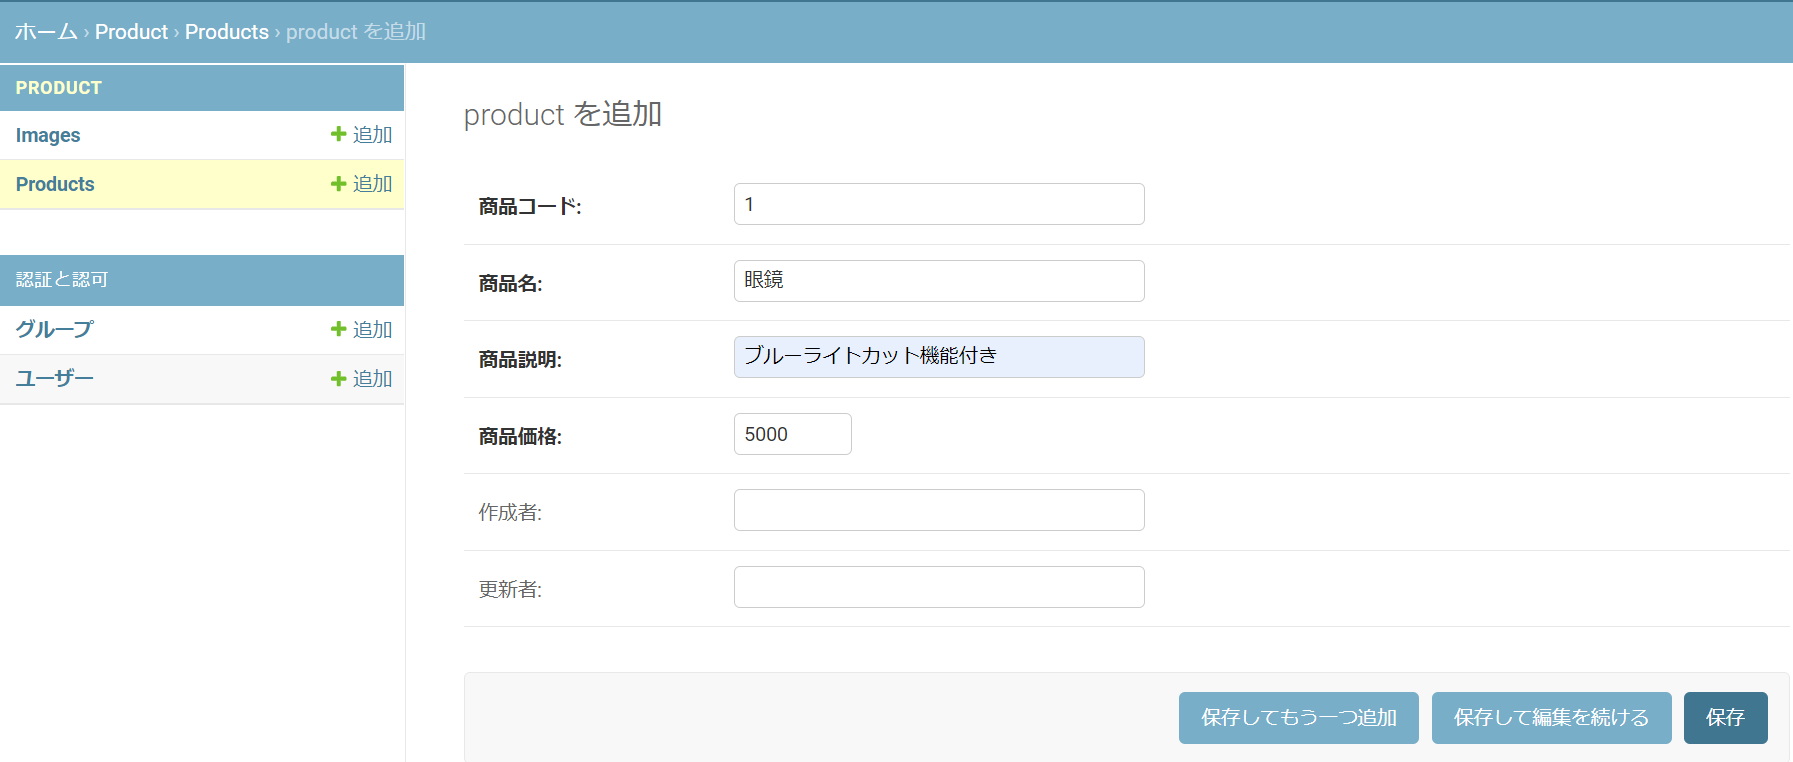 ホーム › Product › Products › product を追加
PRODUCT
Images
追加
Products
追加
認証と認可
グループ
追加
ユーザー
追加
product を追加
商品コード: 1
商品名: 眼鏡
商品説明: ブルーライトカット機能付き
商品価格: 5000
作成者:
更新者:
保存してもう一つ追加 保存して編集を続ける 保存